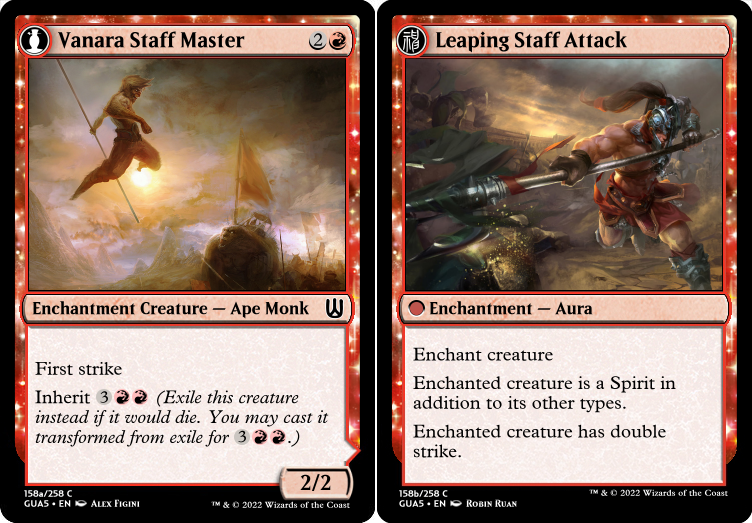 Vanara Staff Master 2
First strike
Enchantment Creature — Ape Monk
Inherit 3 (Exile this creature
instead if it would die. You may cast it
transformed from exile for 3.)
2/2
158a/258 C
GUA5 • EN ALEX FIGINI
™ & © 2022 Wizards of the Coast
Leaping Staff Attack
Enchantment — Aura
Enchant creature
Enchanted creature is a Spirit in
addition to its other types.
Enchanted creature has double
strike.
158b/258 C
GUA5 • EN ROBIN RUAN
™ & © 2022 Wizards of the Coast